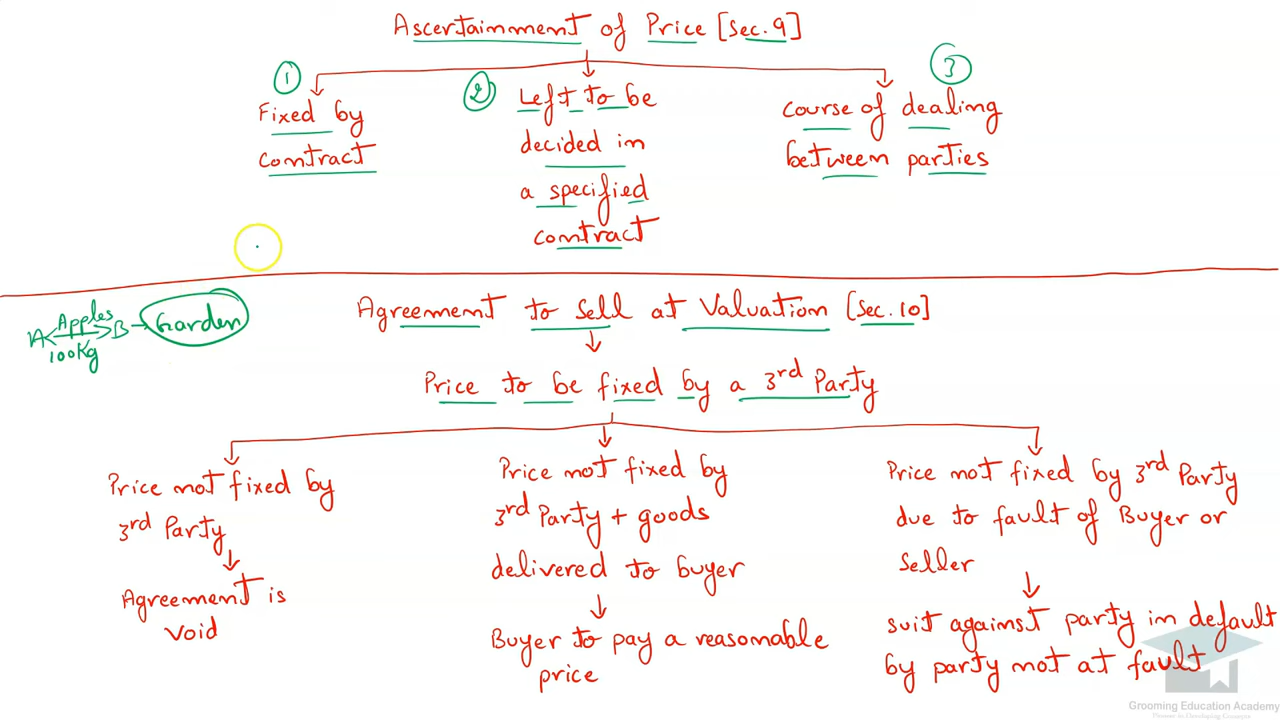 Ascertainment of Price [Sec. 9]
1
Fixed by
contract
2
Left to be
decided in
a specified
contract
3
course of dealing
between parties
A Apples B Garden
100Kg
Agreement to Sell at Valuation [Sec. 10]
Price to be fixed by a 3rd Party
Price not fixed by
3rd Party
Agreement is
void
Price not fixed by
3rd Party + goods
delivered to buyer
Buyer to pay a reasonable
price
Price not fixed by 3rd Party
due to fault of Buyer or
Seller
suit against party in default
by party not at fault
Grooming Education Academy